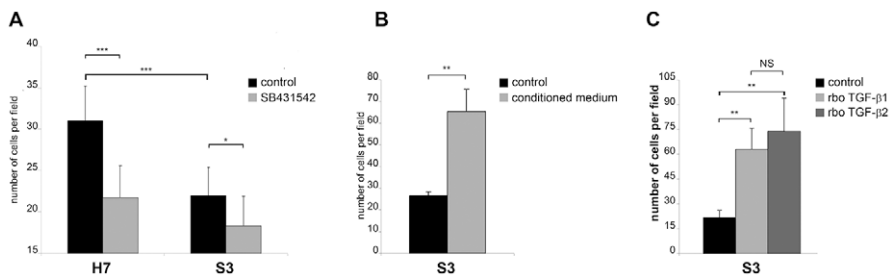 A
number of cells per field
40
35
30
25
20
15
***
***
*
control
SB431542
H7
S3
B
number of cells per field
80
70
60
50
40
30
20
10
0
**
control
conditioned medium
S3
C
number of cells per field
105
90
75
60
45
30
15
0
NS
**
**
control
rbo TGF-β1
rbo TGF-β2
S3